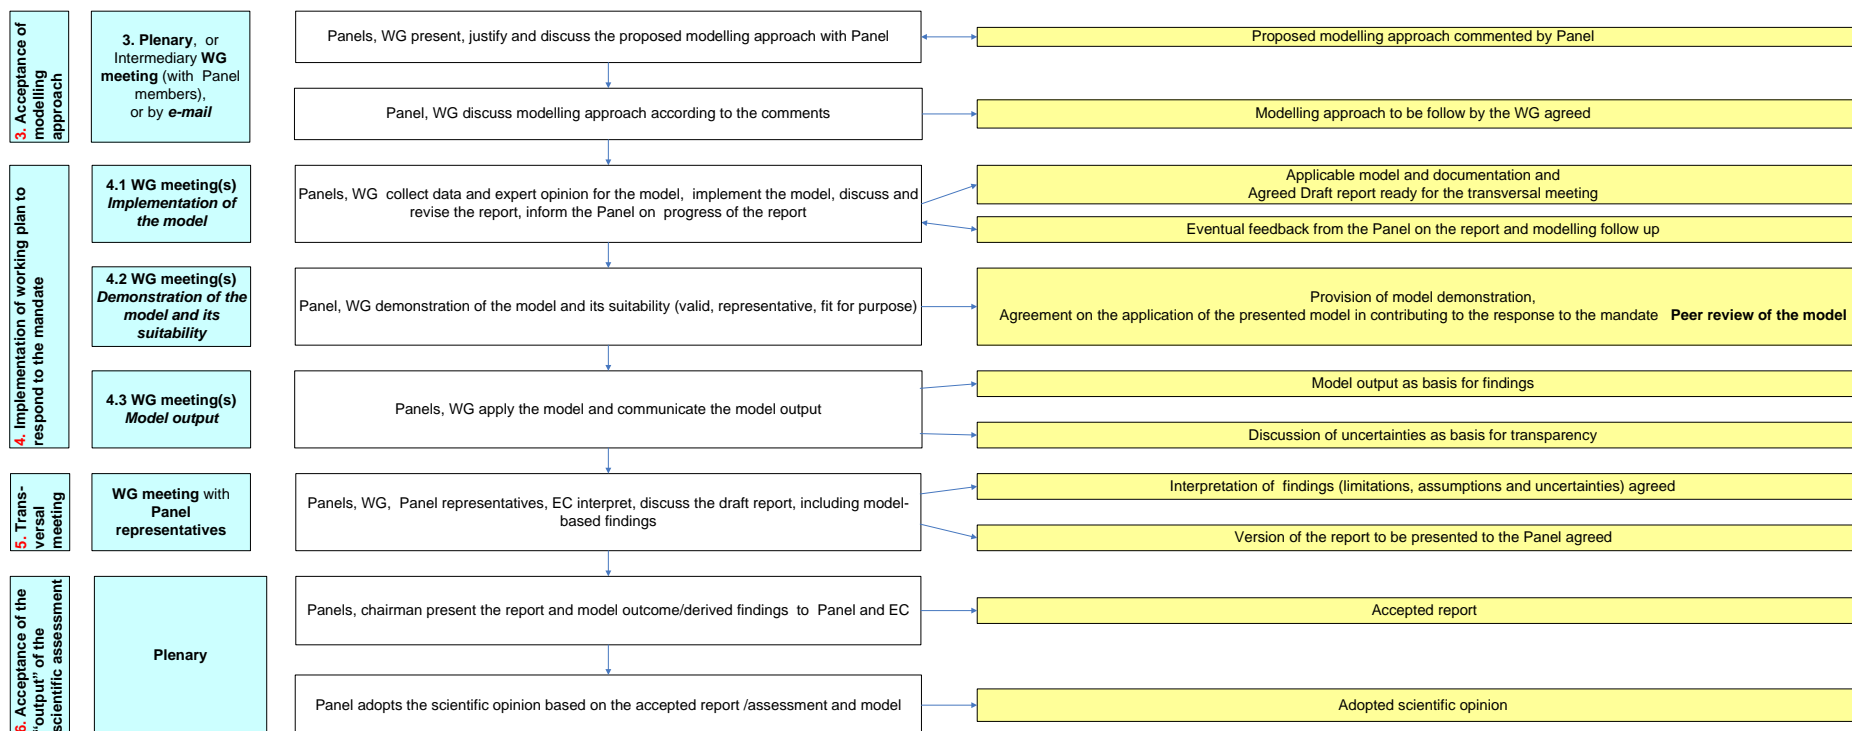 3. Acceptance of
modelling
approach
3. Plenary, or
Intermediary WG
meeting (with Panel
members),
or by e-mail
Panels, WG present, justify and discuss the proposed modelling approach with Panel
Proposed modelling approach commented by Panel
Panel, WG discuss modelling approach according to the comments
Modelling approach to be follow by the WG agreed
4. Implementation of working plan to
respond to the mandate
4.1 WG meeting(s)
Implementation of
the model
Panels, WG collect data and expert opinion for the model, implement the model, discuss and
revise the report, inform the Panel on progress of the report
Applicable model and documentation and
Agreed Draft report ready for the transversal meeting
Eventual feedback from the Panel on the report and modelling follow up
4.2 WG meeting(s)
Demonstration of the
model and its
suitability
Panel, WG demonstration of the model and its suitability (valid, representative, fit for purpose)
Provision of model demonstration,
Agreement on the application of the presented model in contributing to the response to the mandate Peer review of the model
4.3 WG meeting(s)
Model output
Panels, WG apply the model and communicate the model output
Model output as basis for findings
Discussion of uncertainties as basis for transparency
5. Trans-
versal
meeting
WG meeting with
Panel
representatives
Panels, WG, Panel representatives, EC interpret, discuss the draft report, including model-
based findings
Interpretation of findings (limitations, assumptions and uncertainties) agreed
Version of the report to be presented to the Panel agreed
6. Acceptance of the
"output" of the
scientific assessment
Plenary
Panels, chairman present the report and model outcome/derived findings to Panel and EC
Accepted report
Panel adopts the scientific opinion based on the accepted report /assessment and model
Adopted scientific opinion